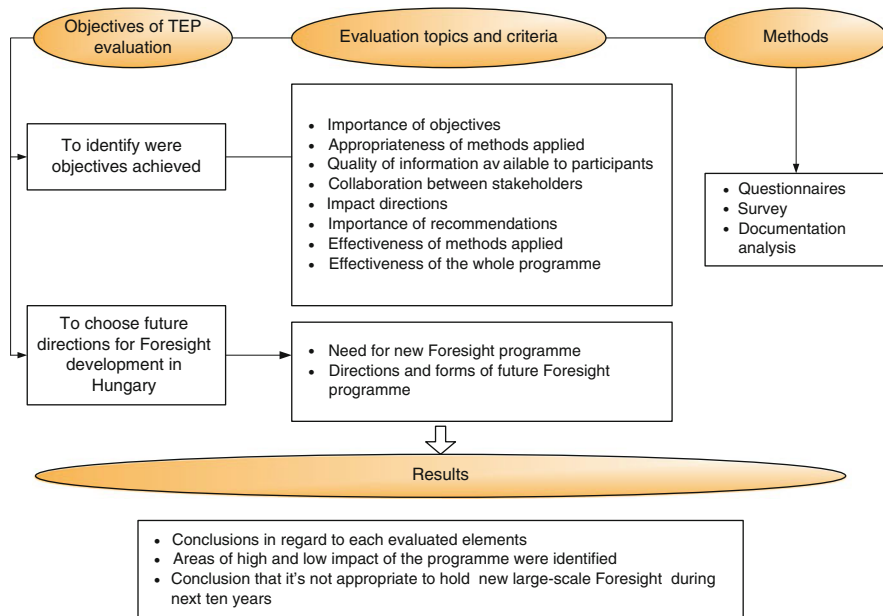 Objectives of TEP
evaluation
Evaluation topics and criteria
Methods
To identify were
objectives achieved
• Importance of objectives
• Appropriateness of methods applied
• Quality of information av ailable to participants
• Collaboration between stakeholders
• Impact directions
• Importance of recommendations
• Effectiveness of methods applied
• Effectiveness of the whole programme
• Questionnaires
• Survey
• Documentation
analysis
To choose future
directions for Foresight
development in
Hungary
• Need for new Foresight programme
• Directions and forms of future Foresight
programme
Results
• Conclusions in regard to each evaluated elements
• Areas of high and low impact of the programme were identified
• Conclusion that it's not appropriate to hold new large-scale Foresight during
next ten years